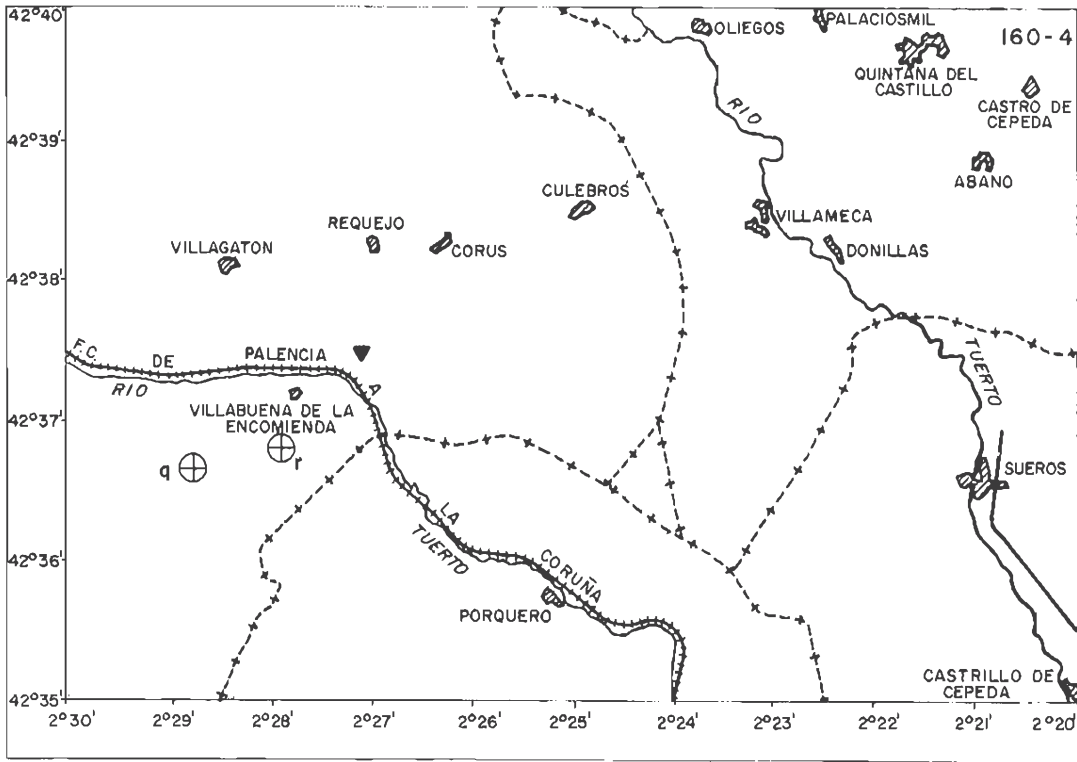 42°40'
OLIEGOS
PALACIOSMIL
160-4
QUINTANA DEL
CASTILLO
CASTRO DE
CEPEDA
RIO
42°39'
ABANO
CULEBROS
VILLAMECA
REQUEJO
CORUS
DONILLAS
VILLAGATON
42°38'
F.C. DE PALENCIA A LA CORUÑA
RIO
TUERTO
VILLABUENA DE LA
ENCOMIENDA
42°37'
q
r
SUEROS
42°36'
TUERTO
PORQUERO
CASTRILLO DE
CEPEDA
42°35'
2°30' 2°29' 2°28' 2°27' 2°26' 2°25' 2°24' 2°23' 2°22' 2°21' 2°20'